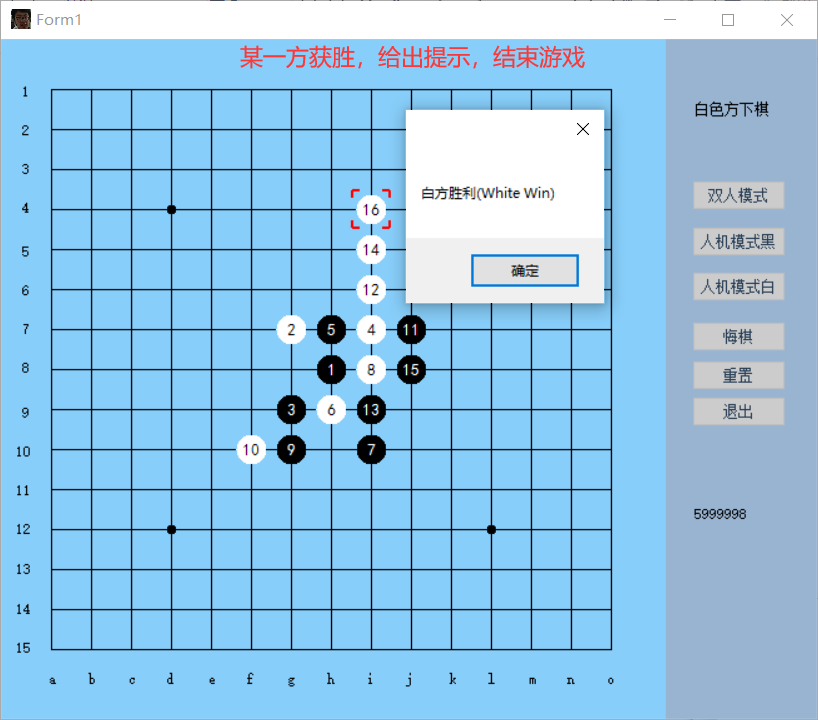 Form1
某一方获胜，给出提示，结束游戏
1
2
3
4
5
6
7
8
9
10
11
12
13
14
15
a b c d e f g h i j k l m n o
16
14
12
2 5 4 11
1 8 15
3 6 13
10 9 7
白方胜利(White Win)
确定
白色方下棋
双人模式
人机模式黑
人机模式白
悔棋
重置
退出
5999998